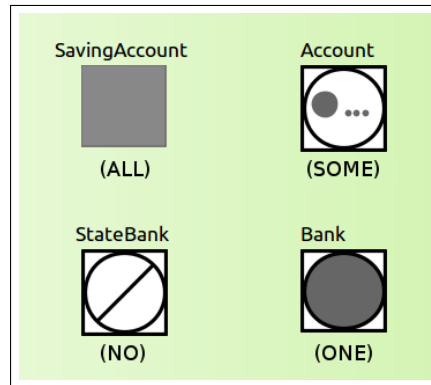 SavingAccount
(ALL)
Account
(SOME)
StateBank
(NO)
Bank
(ONE)